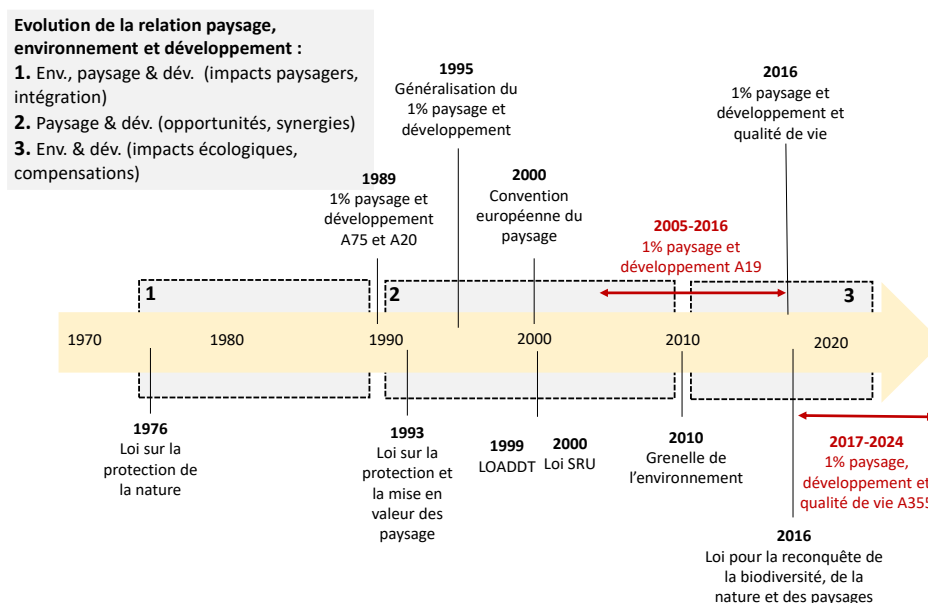 Evolution de la relation paysage,
environnement et développement :
1. Env., paysage & dév. (impacts paysagers,
intégration)
2. Paysage & dév. (opportunités, synergies)
3. Env. & dév. (impacts écologiques,
compensations)
1995
Généralisation du
1% paysage et
développement
2016
1% paysage et
développement et
qualité de vie
1989
1% paysage et
développement
A75 et A20
2000
Convention
européenne du
paysage
2005-2016
1% paysage et
développement A19
1
2
3
1970
1980
1990
2000
2010
2020
1976
Loi sur la
protection de
la nature
1993
Loi sur la
protection et
la mise en
valeur des
paysage
1999
LOADDT
2000
Loi SRU
2010
Grenelle de
l’environnement
2017-2024
1% paysage,
développement et
qualité de vie A355
2016
Loi pour la reconquête de
la biodiversité, de la
nature et des paysages